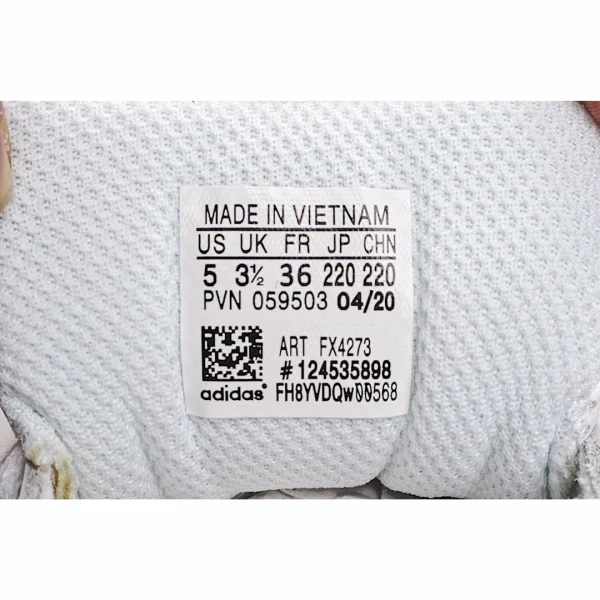 MADE IN VIETNAM
US UK FR JP CHN
5 3½ 36 220 220
PVN 059503 04/20
ART FX4273
#124535898
adidas® FH8YVDQw00568